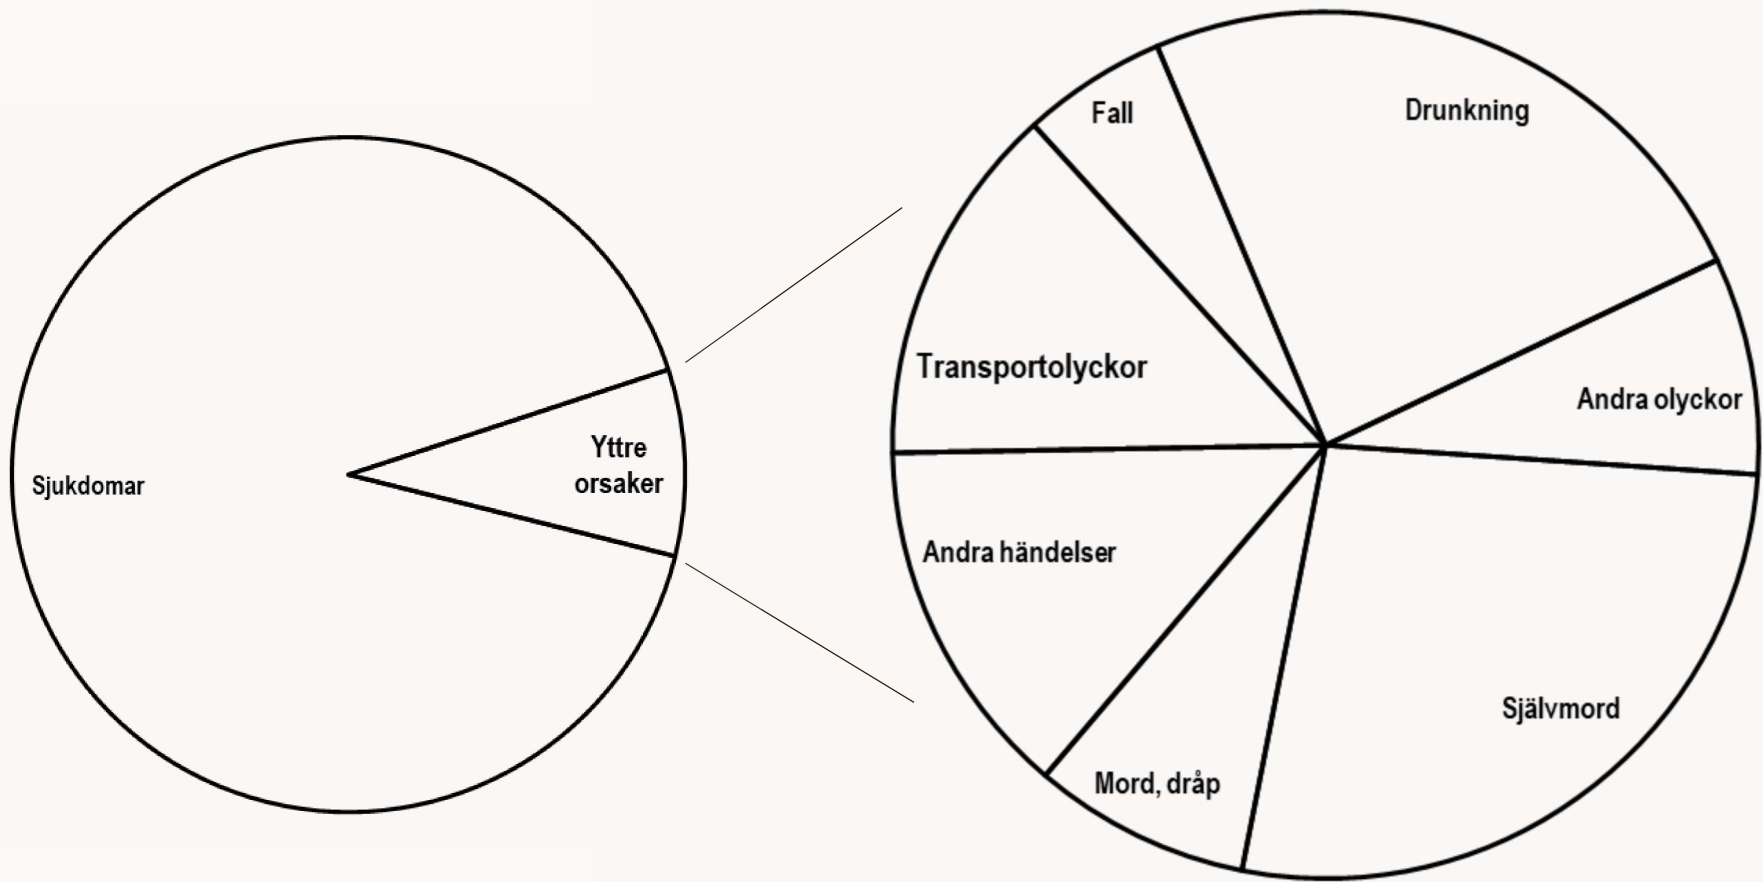 Sjukdomar
Yttre
orsaker
Fall
Drunkning
Transportolyckor
Andra olyckor
Andra händelser
Självmord
Mord, dråp